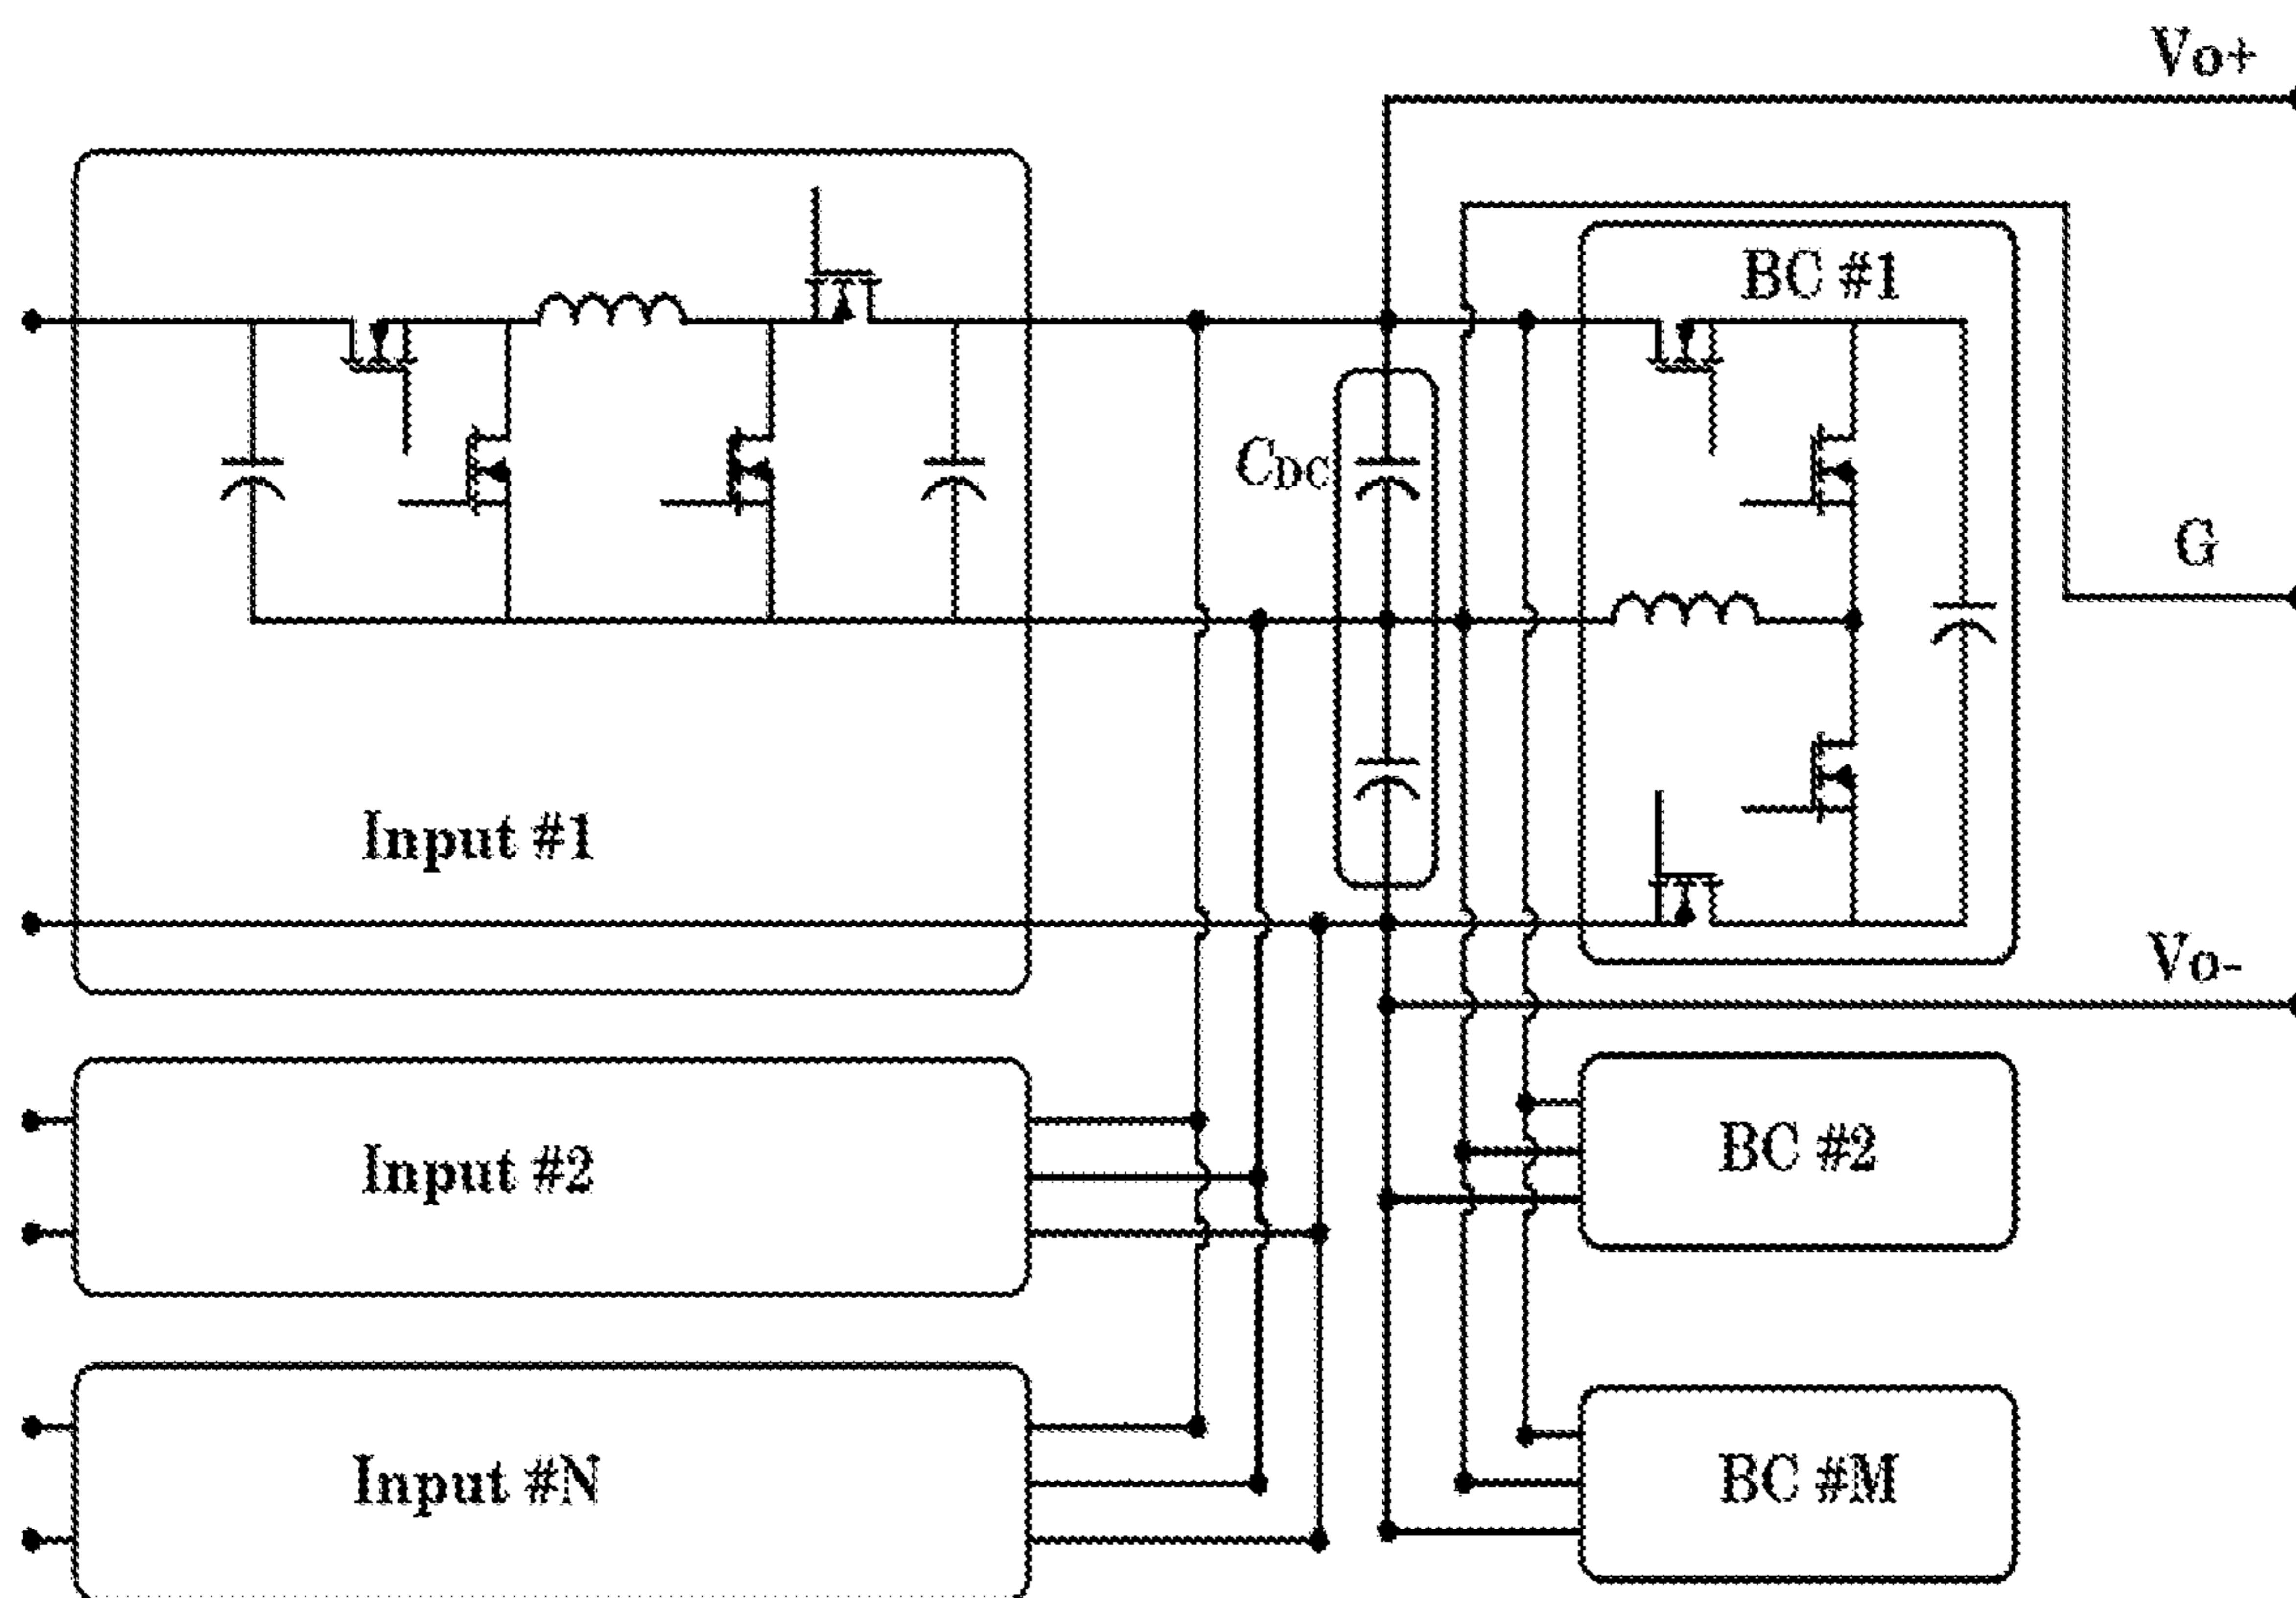 Vo+
BC #1
CDC
G
Input #1
Vo-
Input #2
BC #2
Input #N
BC #M